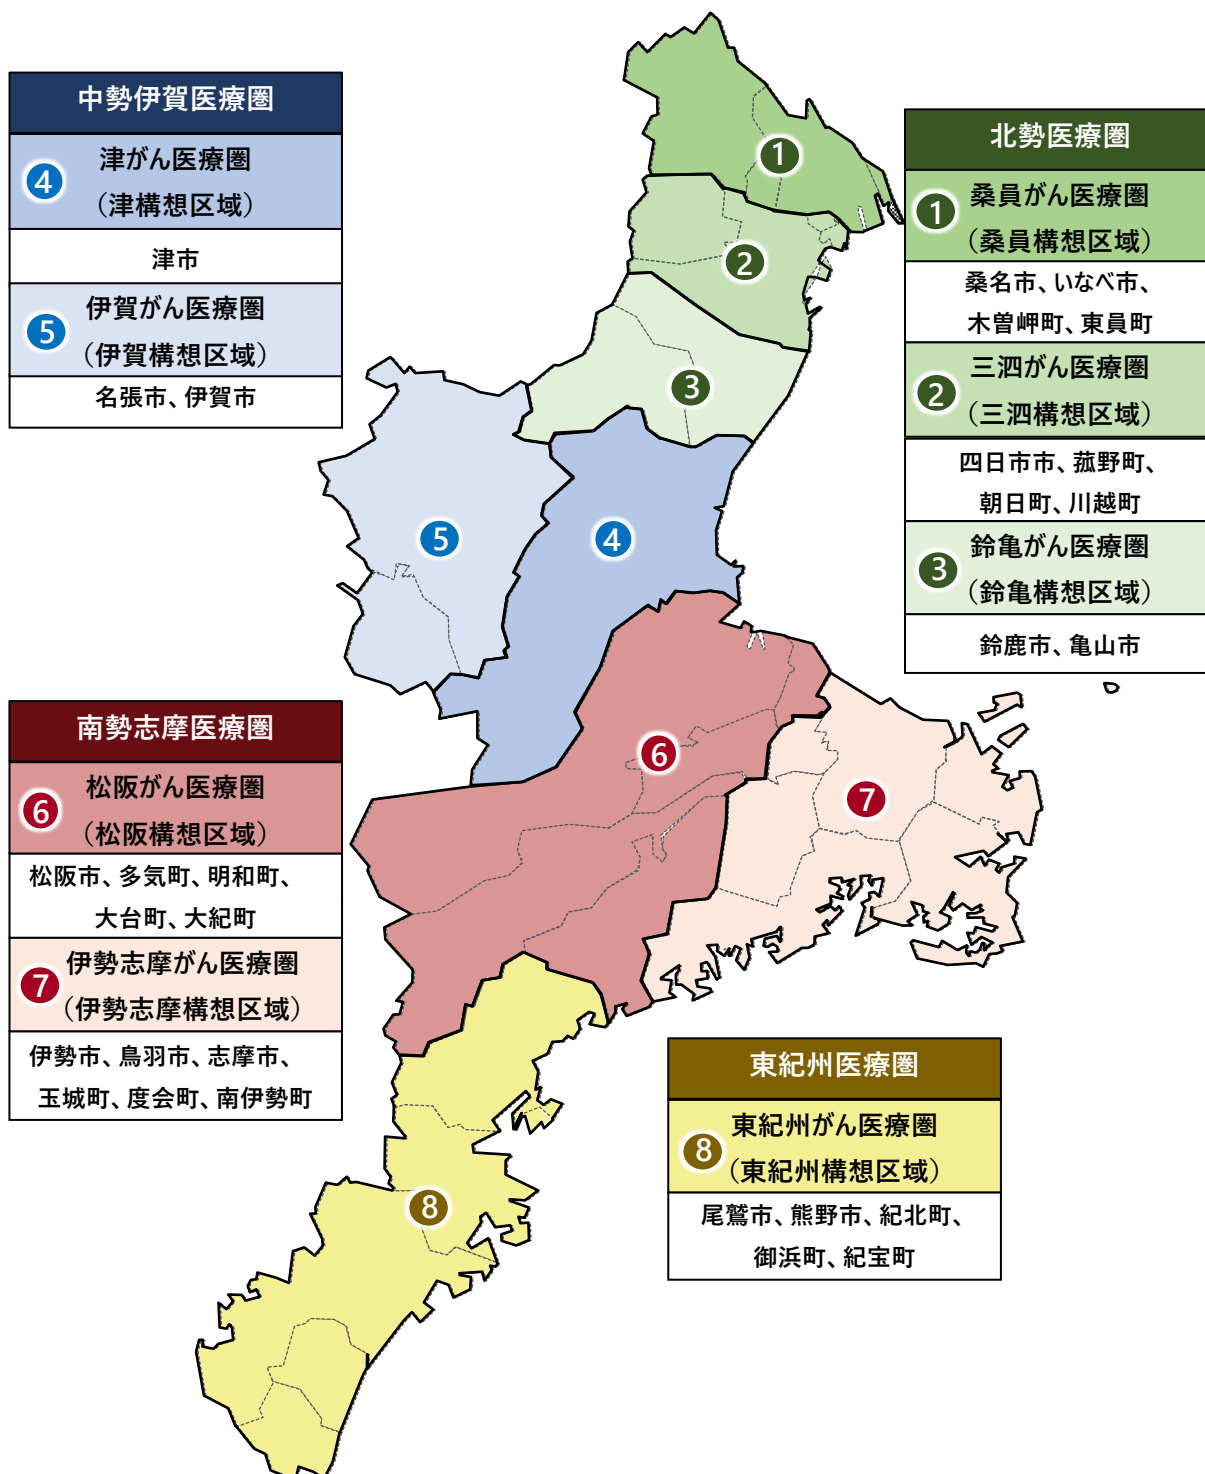 中勢伊賀医療圏
4
津がん医療圏
（津構想区域）
津市
5
伊賀がん医療圏
（伊賀構想区域）
名張市、伊賀市
北勢医療圏
1
桑員がん医療圏
（桑員構想区域）
桑名市、いなべ市、
木曽岬町、東員町
2
三泗がん医療圏
（三泗構想区域）
四日市市、菰野町、
朝日町、川越町
3
鈴亀がん医療圏
（鈴亀構想区域）
鈴鹿市、亀山市
南勢志摩医療圏
6
松阪がん医療圏
（松阪構想区域）
松阪市、多気町、明和町、
大台町、大紀町
7
伊勢志摩がん医療圏
（伊勢志摩構想区域）
伊勢市、鳥羽市、志摩市、
玉城町、度会町、南伊勢町
東紀州医療圏
8
東紀州がん医療圏
（東紀州構想区域）
尾鷲市、熊野市、紀北町、
御浜町、紀宝町
1
2
3
4
5
6
7
8